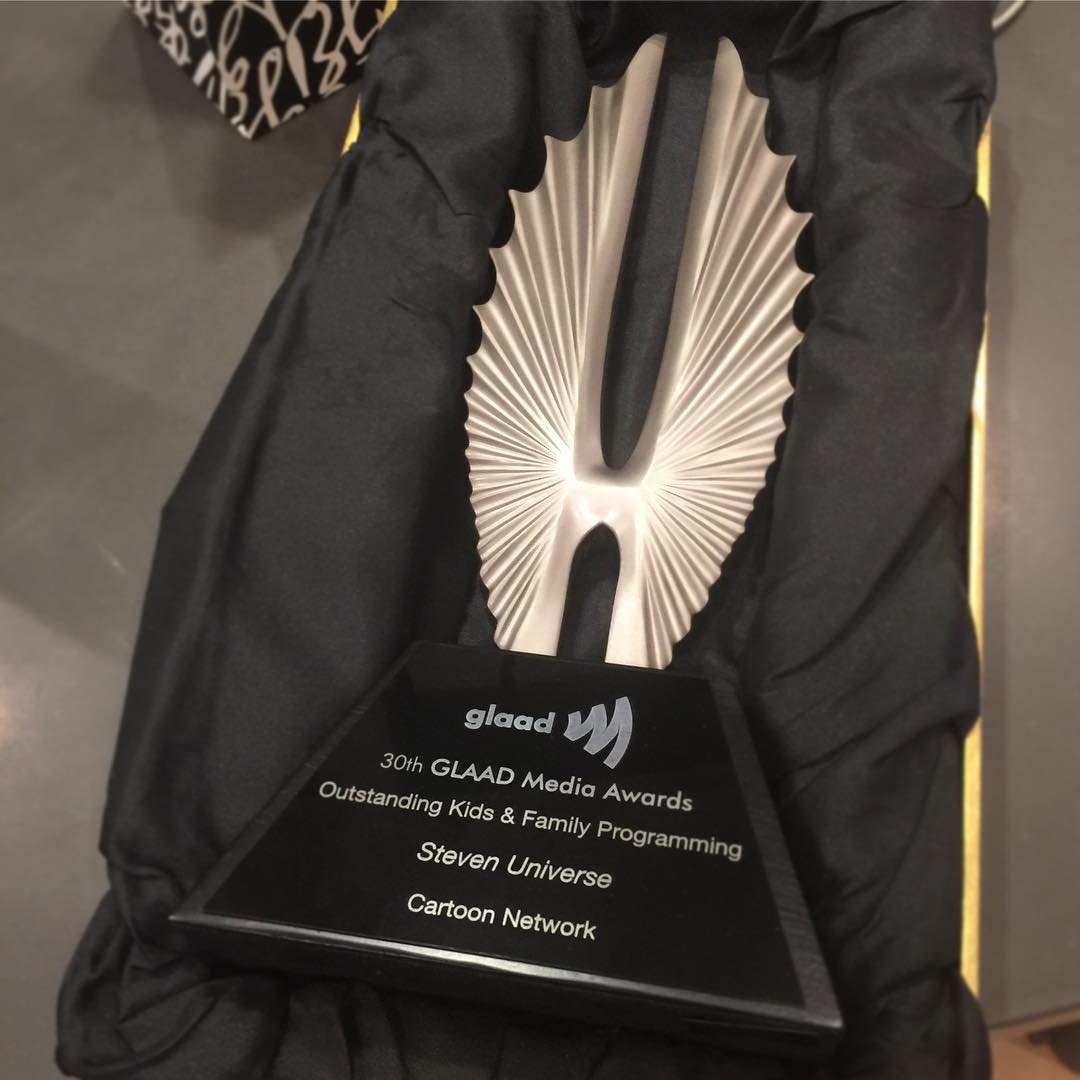 glaad
30th GLAAD Media Awards
Outstanding Kids & Family Programming
Steven Universe
Cartoon Network